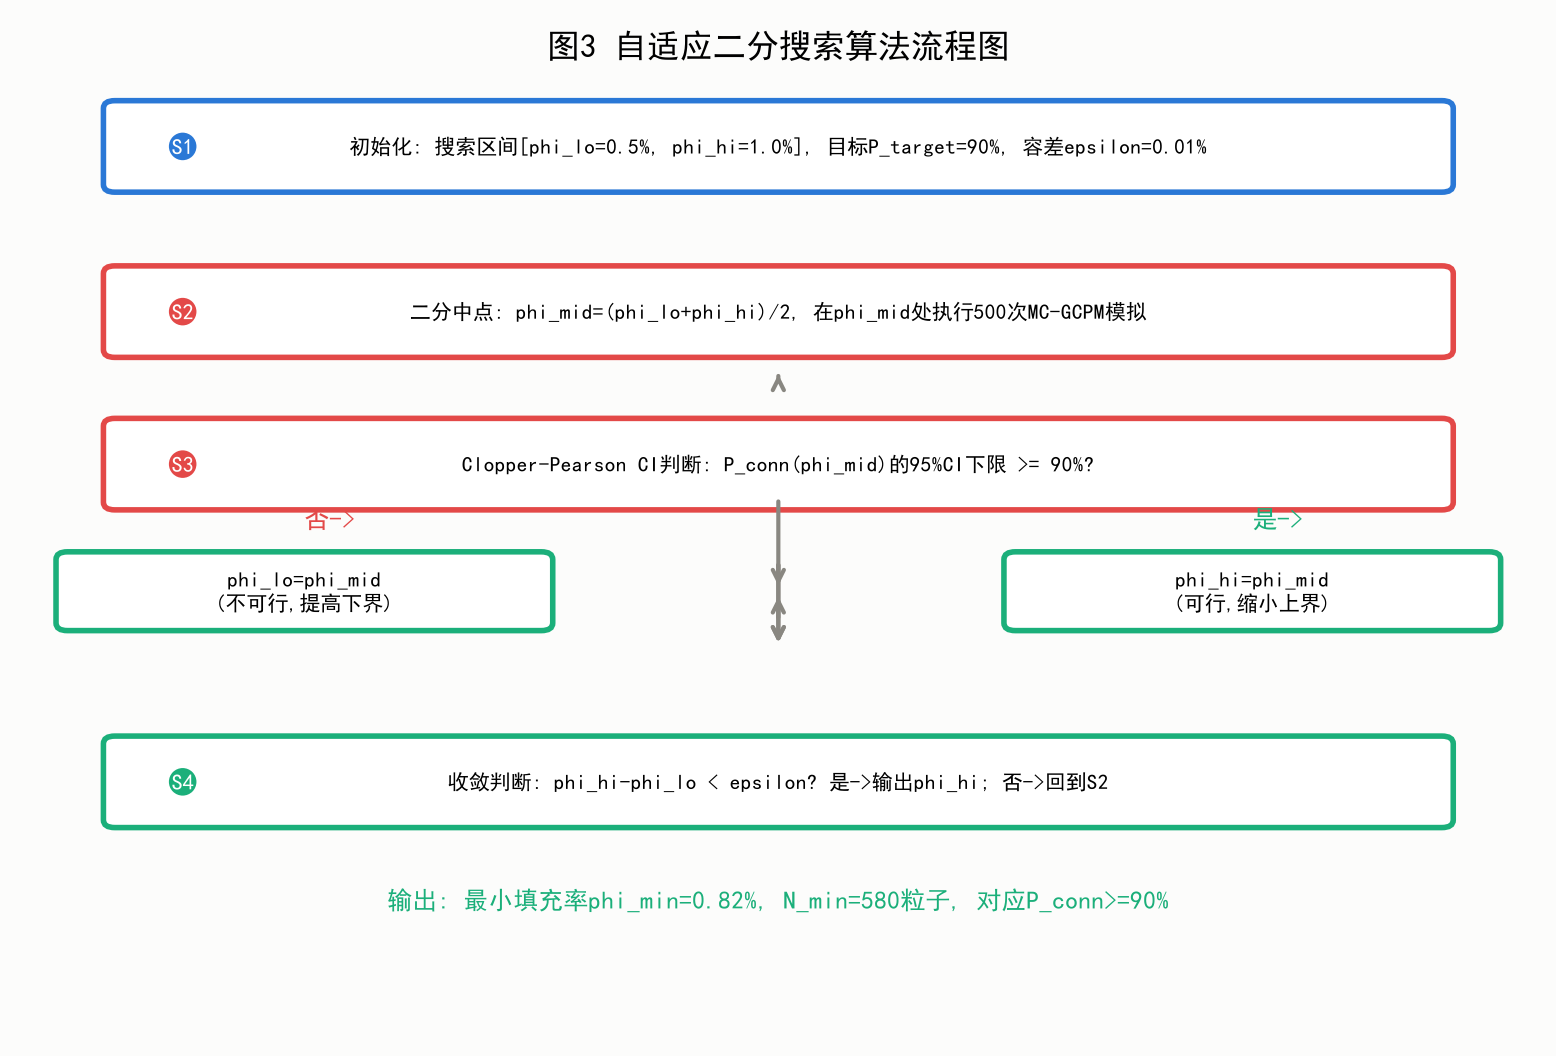 图3 自适应二分搜索算法流程图
S1
初始化: 搜索区间[phi_lo=0.5%, phi_hi=1.0%], 目标P_target=90%, 容差epsilon=0.01%
S2
二分中点: phi_mid=(phi_lo+phi_hi)/2, 在phi_mid处执行500次MC-GCPM模拟
S3
Clopper-Pearson CI判断: P_conn(phi_mid)的95%CI下限 >= 90%?
否->
是->
phi_lo=phi_mid
(不可行,提高下界)
phi_hi=phi_mid
(可行,缩小上界)
S4
收敛判断: phi_hi-phi_lo < epsilon? 是->输出phi_hi; 否->回到S2
输出: 最小填充率phi_min=0.82%, N_min=580粒子, 对应P_conn>=90%